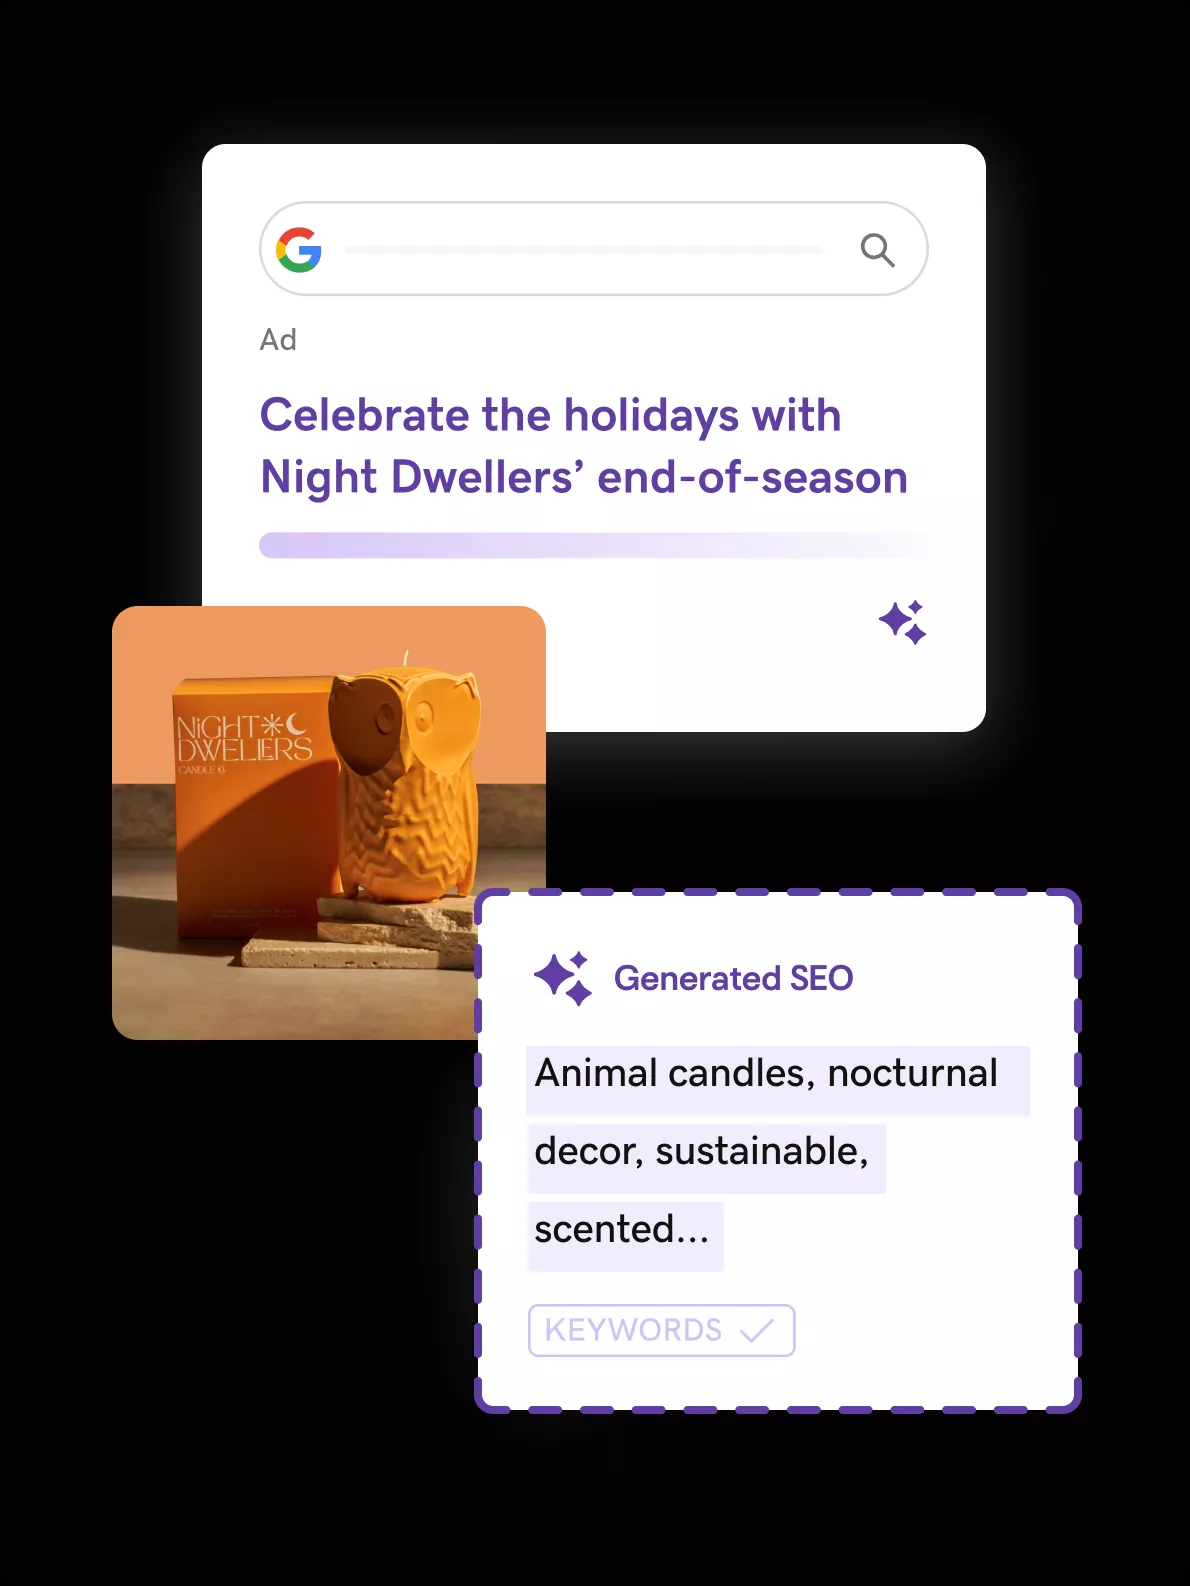 Ad
Celebrate the holidays with
Night Dwellers’ end-of-season
NiGHT
DWELLERS
CANDLE
Generated SEO
Animal candles, nocturnal
decor, sustainable,
scented...
KEYWORDS